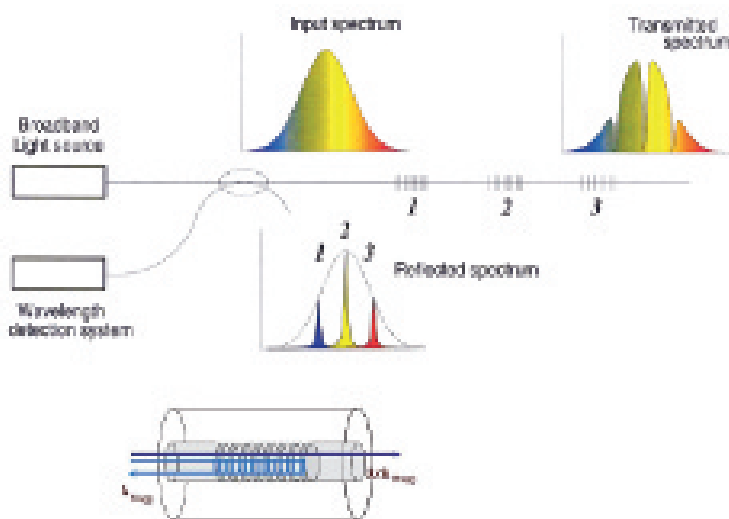 Input spectrum
Transmitted
spectrum
Broadband
Light source
1
2
3
2
1
3
Reflected spectrum
Wavelength
detection system